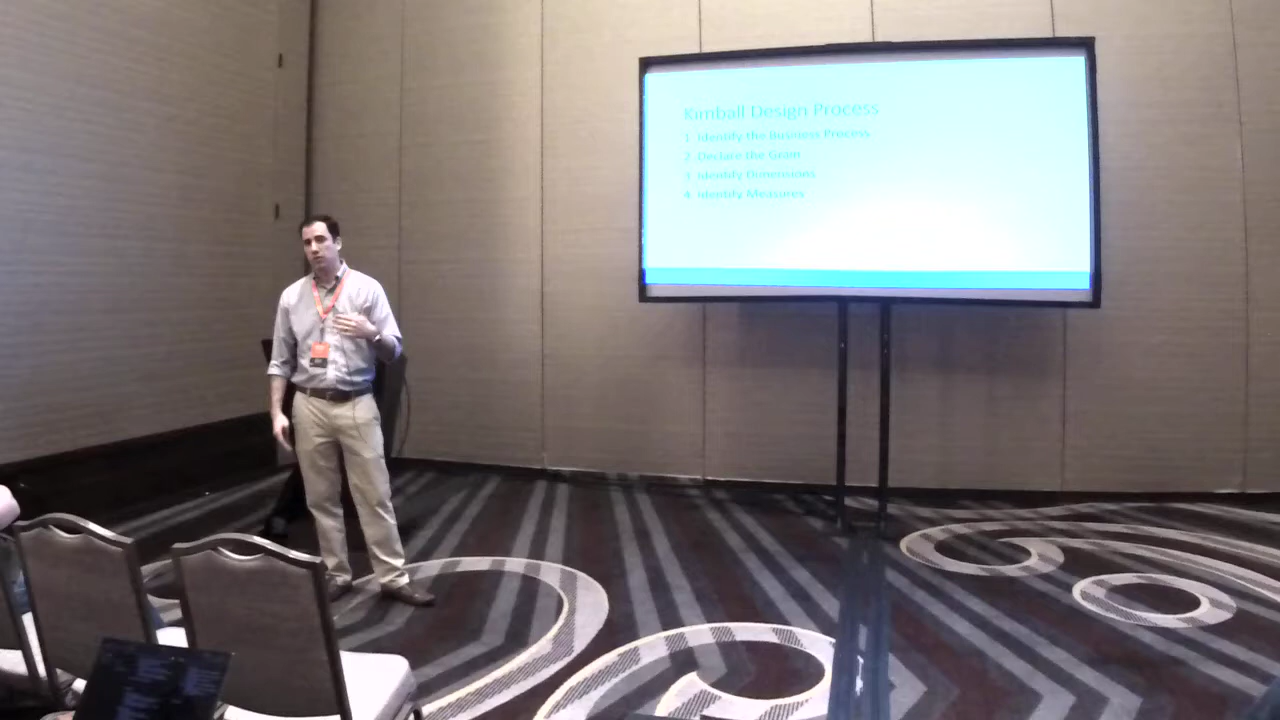 Kimball Design Process
1. Identify the Business Process
2. Declare the Grain
3. Identify Dimensions
4. Identify Measures